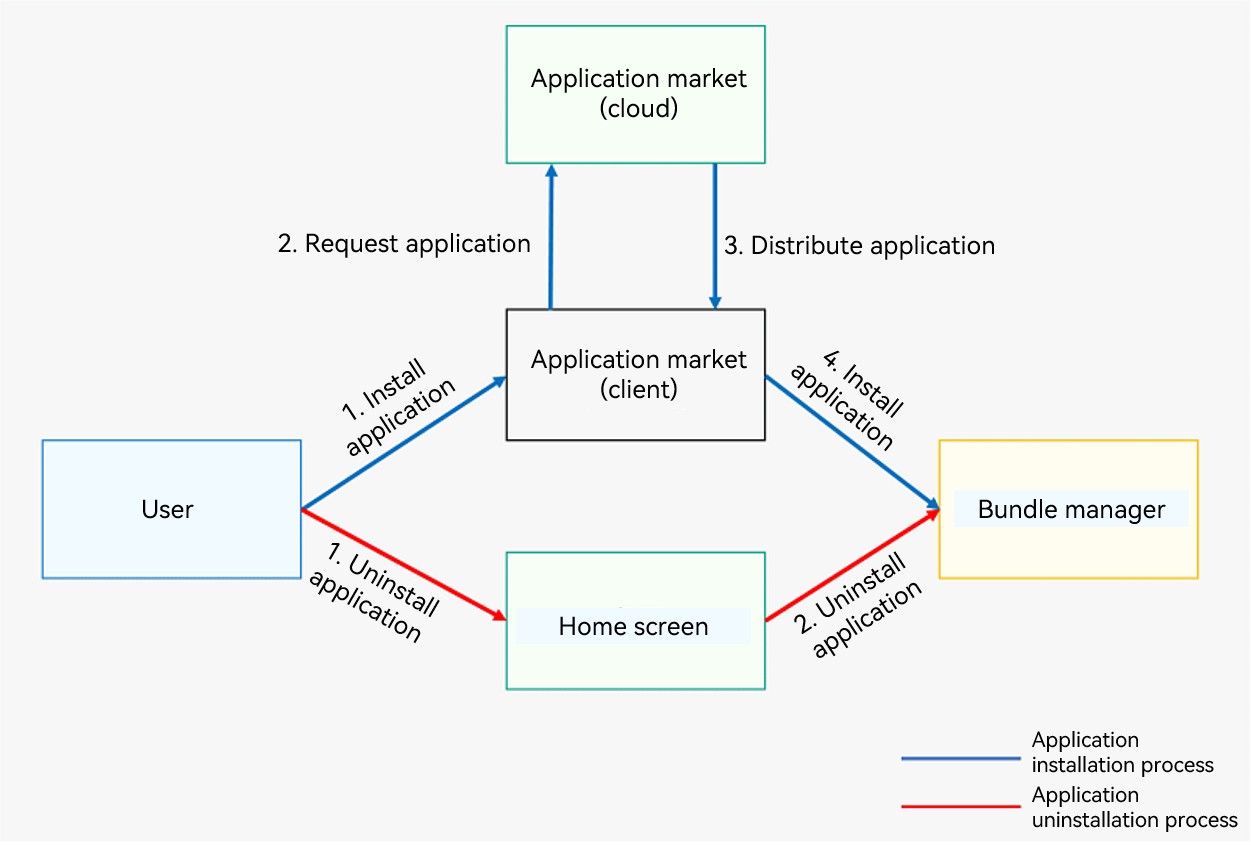 Application market
(cloud)
2. Request application
3. Distribute application
Application market
(client)
1. Install
application
4. Install
application
User
Bundle manager
1. Uninstall
application
Home screen
2. Uninstall
application
Application
installation process
Application
uninstallation process